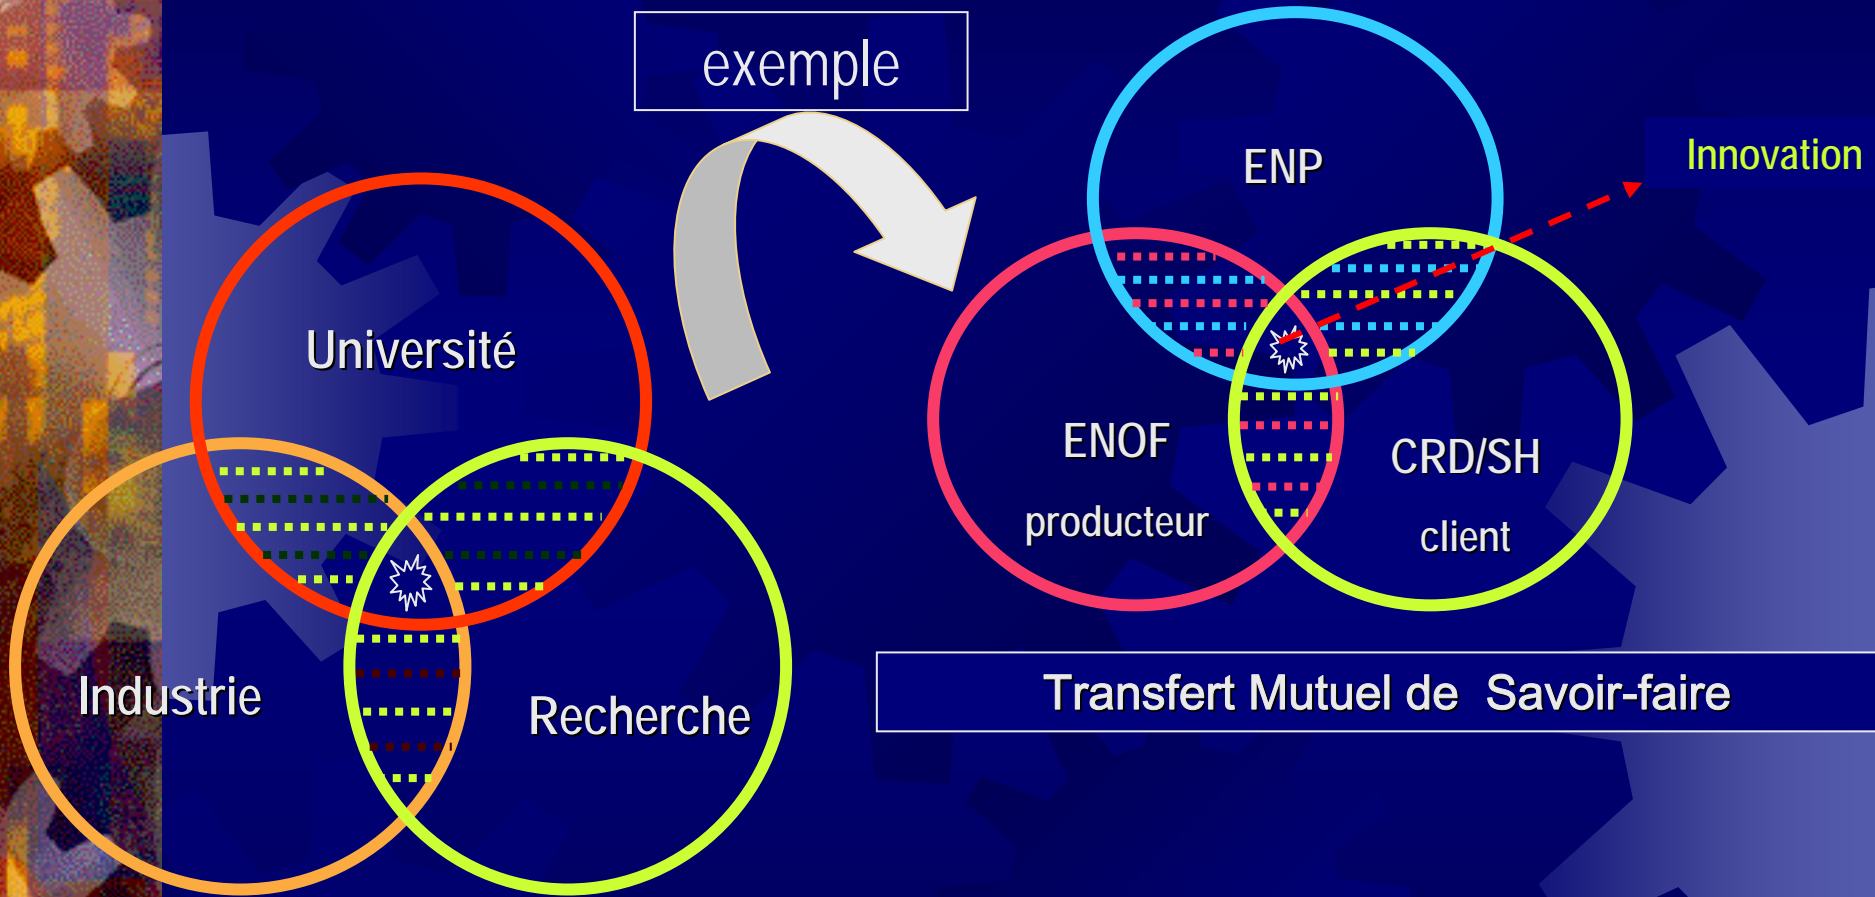 exemple
Université
Industrie
Recherche
ENP
Innovation
ENOF
producteur
CRD/SH
client
Transfert Mutuel de Savoir-faire